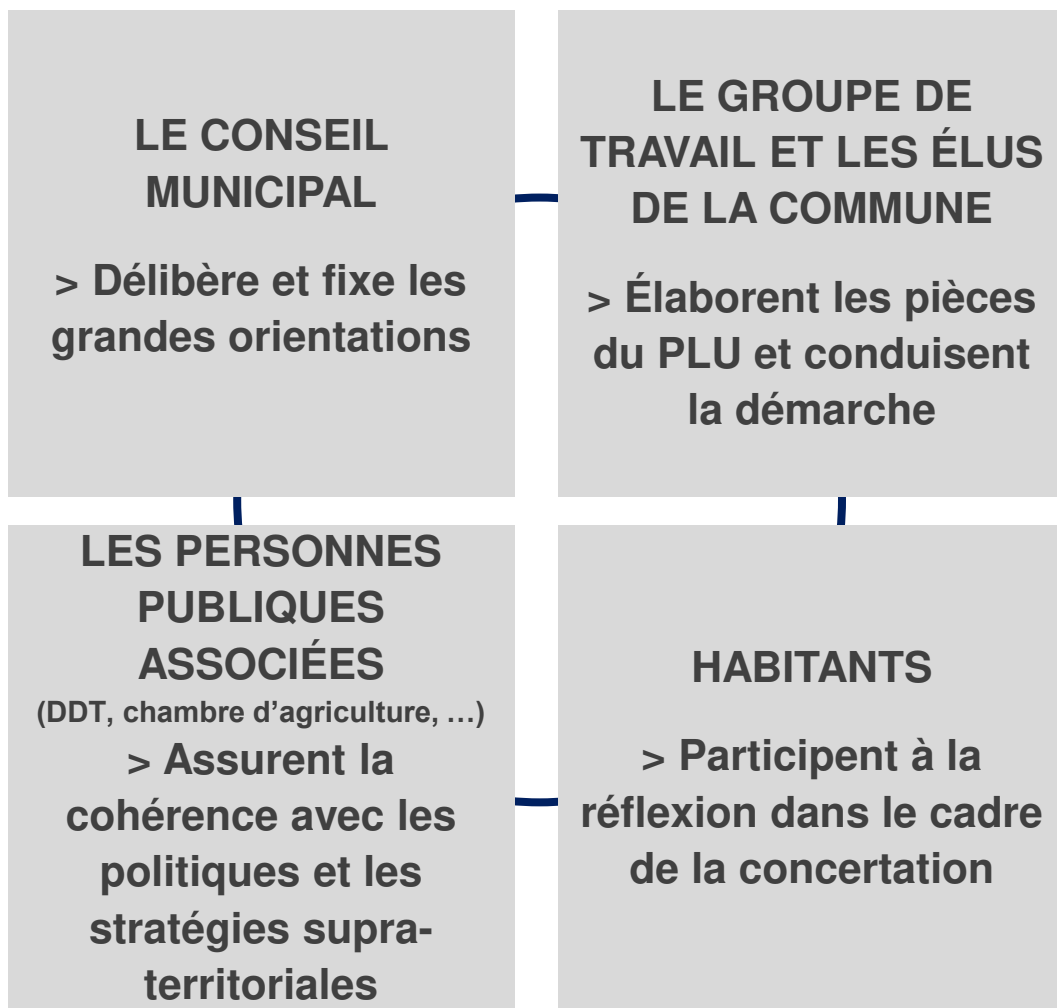 LE CONSEIL
MUNICIPAL
> Délibère et fixe les
grandes orientations
LE GROUPE DE
TRAVAIL ET LES ÉLUS
DE LA COMMUNE
> Élaborent les pièces
du PLU et conduisent
la démarche
LES PERSONNES
PUBLIQUES
ASSOCIÉES
(DDT, chambre d’agriculture, …)
> Assurent la
cohérence avec les
politiques et les
stratégies supra-
territoriales
HABITANTS
> Participent à la
réflexion dans le cadre
de la concertation